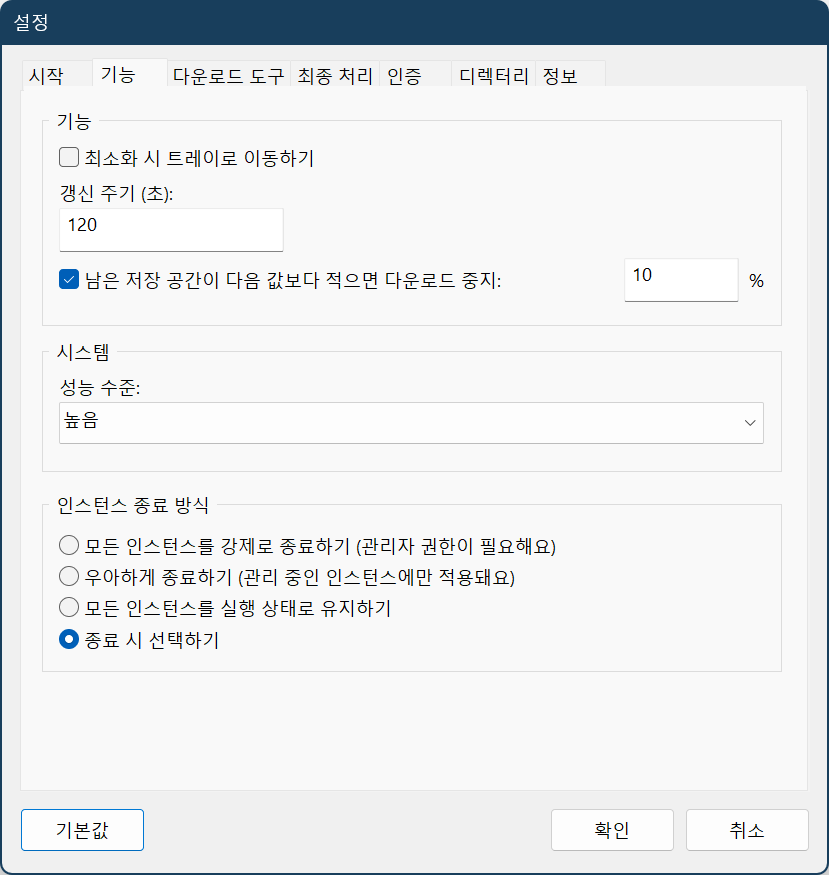 설정
시작 기능 다운로드 도구 최종 처리 인증 디렉터리 정보
기능
최소화 시 트레이로 이동하기
갱신 주기 (초):
120
남은 저장 공간이 다음 값보다 적으면 다운로드 중지: 10 %
시스템
성능 수준:
높음
인스턴스 종료 방식
모든 인스턴스를 강제로 종료하기 (관리자 권한이 필요해요)
우아하게 종료하기 (관리 중인 인스턴스에만 적용돼요)
모든 인스턴스를 실행 상태로 유지하기
종료 시 선택하기
기본값 확인 취소